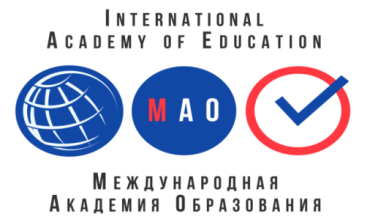 INTERNATIONAL
ACADEMY OF EDUCATION
МАО
МЕЖДУНАРОДНАЯ
АКАДЕМИЯ ОБРАЗОВАНИЯ